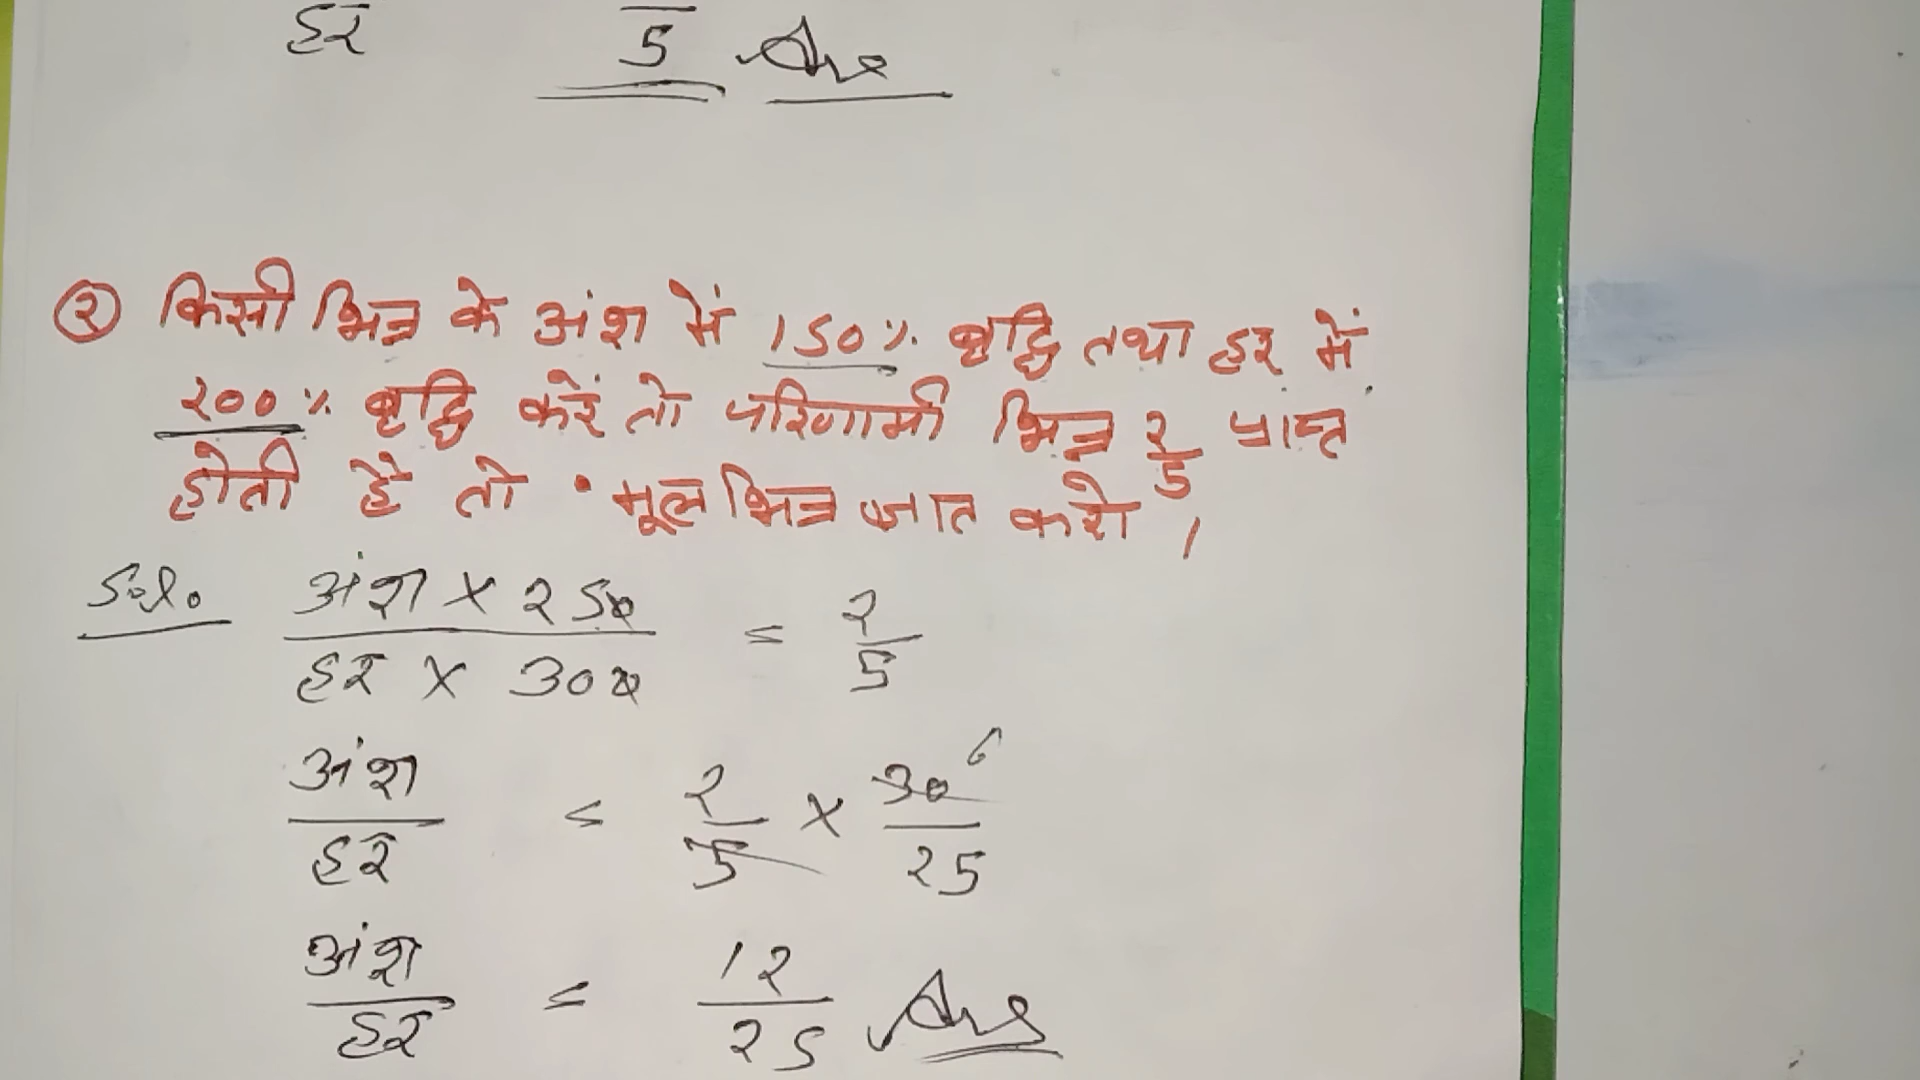 हर 5 Ans
② किसी भिन्न के अंश में 150% वृद्धि तथा हर में
200% वृद्धि करें तो परिणामी भिन्न 2/5 प्राप्त
होती है तो मूल भिन्न ज्ञात करो ।
Sol. अंश × 250 / हर × 300 = 2/5
अंश/हर = 2/5 × 30/25 6
अंश/हर = 12/25 Ans